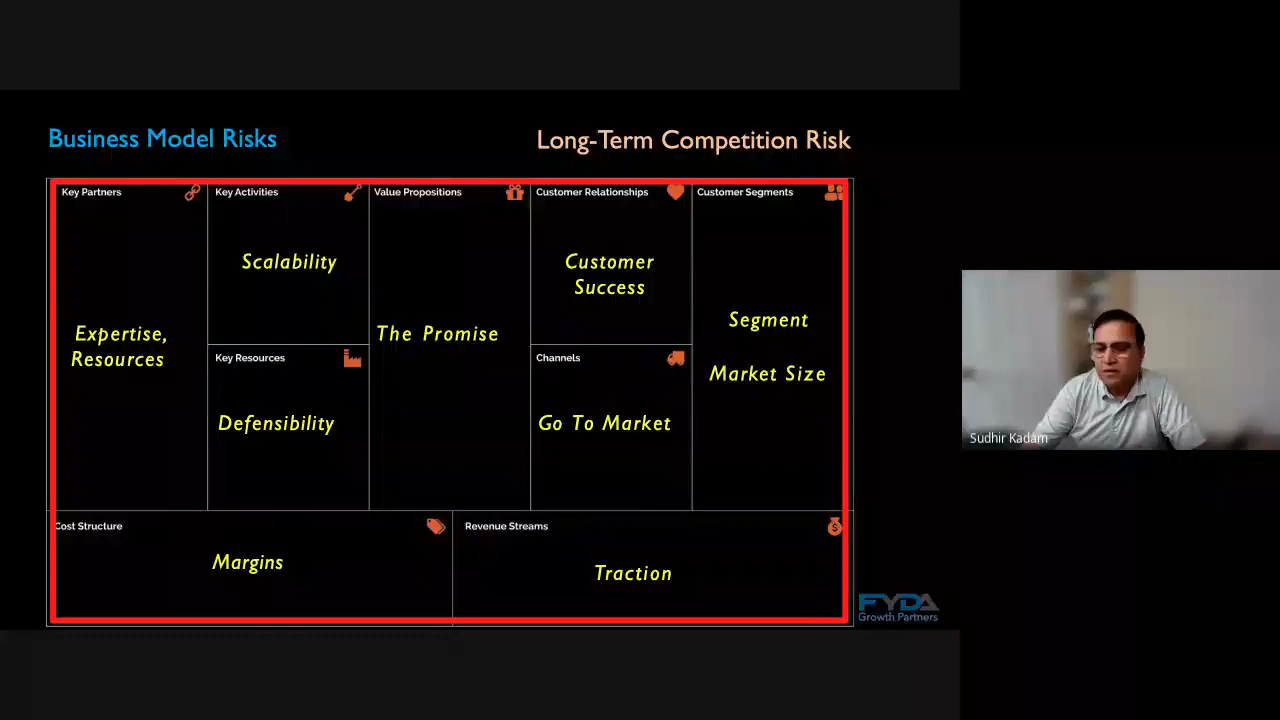 Business Model Risks
Long-Term Competition Risk
Key Partners
Expertise,
Resources
Key Activities
Scalability
Key Resources
Defensibility
Value Propositions
The Promise
Customer Relationships
Customer
Success
Channels
Go To Market
Customer Segments
Segment
Market Size
Cost Structure
Margins
Revenue Streams
$
Traction
FYDA
Growth Partners
Sudhir Kadam